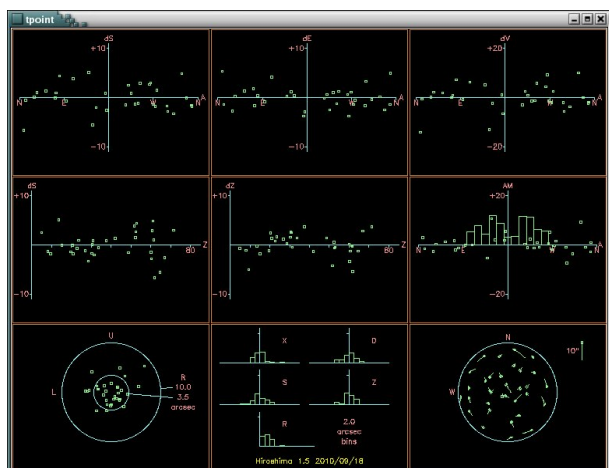 tpoint
dS
+10
N E W N A
-10
dE
+10
N E W N A
-10
dV
+20
N E W N A
-20
dS
+10
80 Z
-10
dZ
+10
80 Z
-10
AM
+20
N E W N A
-20
U
L
R
10.0
3.5
arcsec
X D
S Z
R
2.0
arcsec
bins
Hiroshima 1.5 2010/09/18
N
W
10"